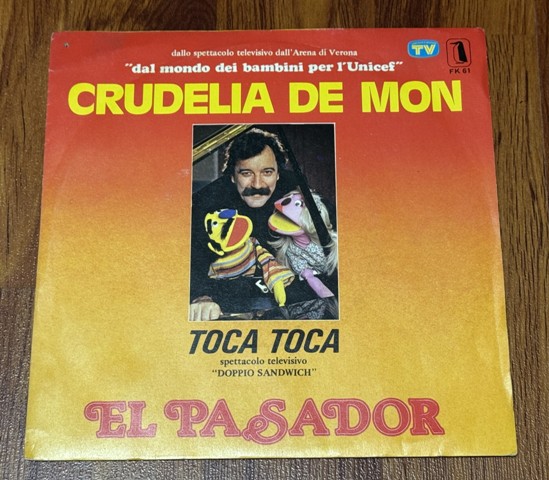 dallo spettacolo televisivo dall'Arena di Verona
"dal mondo dei bambini per l'Unicef"
TV
1
FK 61
CRUDELIA DE MON
TOCA TOCA
spettacolo televisivo
"DOPPIO SANDWICH"
EL PASADOR